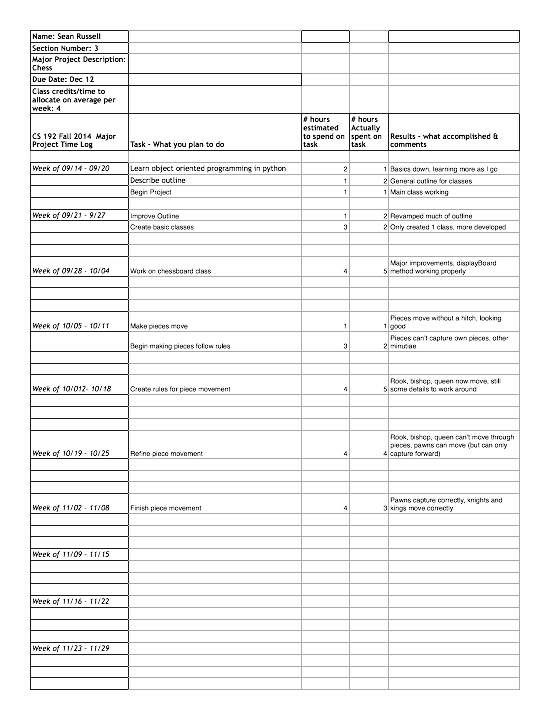 Name: Sean Russell
Section Number: 3
Major Project Description:
Chess
Due Date: Dec 12
Class credits/time to
allocate on average per
week: 4
CS 192 Fall 2014 Major
Project Time Log
Task - What you plan to do
# hours
estimated
to spend on
task
# hours
Actually
spent on
task
Results - what accomplished &
comments
Week of 09/14 - 09/20 Learn object oriented programming in python 2 1 Basics down, learning more as I go
Describe outline 1 2 General outline for classes
Begin Project 1 1 Main class working
Week of 09/21 - 9/27 Improve Outline 1 2 Revamped much of outline
Create basic classes 3 2 Only created 1 class, more developed
Major improvements, displayBoard
Week of 09/28 - 10/04 Work on chessboard class 4 5 method working properly
Pieces move without a hitch, looking
Week of 10/05 - 10/11 Make pieces move 1 1 good
Pieces can't capture own pieces, other
Begin making pieces follow rules 3 2 minutiae
Rook, bishop, queen now move, still
Week of 10/012- 10/18 Create rules for piece movement 4 5 some details to work around
Rook, bishop, queen can't move through
pieces, pawns can move (but can only
Week of 10/19 - 10/25 Refine piece movement 4 4 capture forward)
Pawns capture correctly, knights and
Week of 11/02 - 11/08 Finish piece movement 4 3 kings move correctly
Week of 11/09 - 11/15
Week of 11/16 - 11/22
Week of 11/23 - 11/29